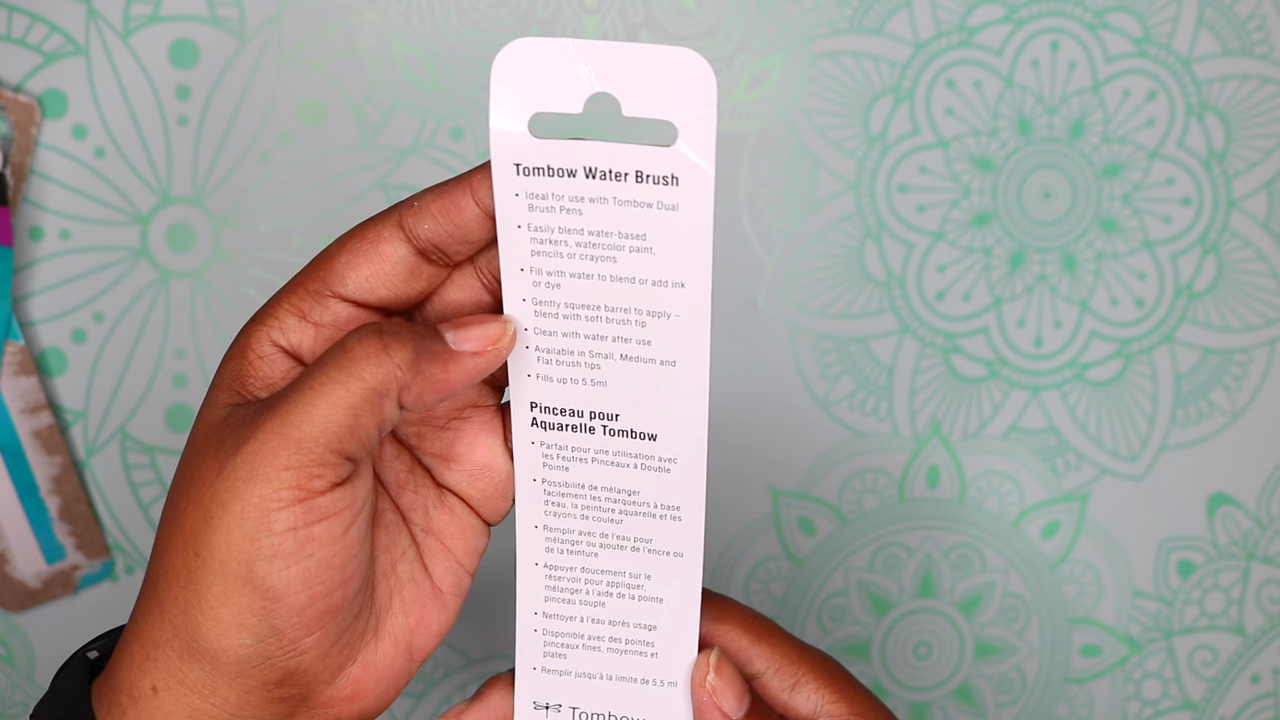 Tombow Water Brush
• Ideal for use with Tombow Dual
Brush Pens
• Easily blend water-based
markers, watercolor paint,
pencils or crayons
• Fill with water to blend or add ink
or dye
• Gently squeeze barrel to apply –
blend with soft brush tip
• Clean with water after use
• Available in Small, Medium and
Flat brush tips
• Fills up to 5.5ml
Pinceau pour
Aquarelle Tombow
• Parfait pour une utilisation avec
les Feutres Pinceaux à Double
Pointe
• Possibilité de mélanger
facilement les marqueurs à base
d'eau, la peinture aquarelle et les
crayons de couleur
• Remplir avec de l'eau pour
mélanger ou ajouter de l'encre ou
de la teinture
• Appuyer doucement sur le
réservoir pour appliquer,
mélanger à l'aide de la pointe
pinceau souple
• Nettoyer à l'eau après usage
• Disponible avec des pointes
pinceaux fines, moyennes et
plates
• Remplir jusqu'à la limite de 5,5 ml
Tombow